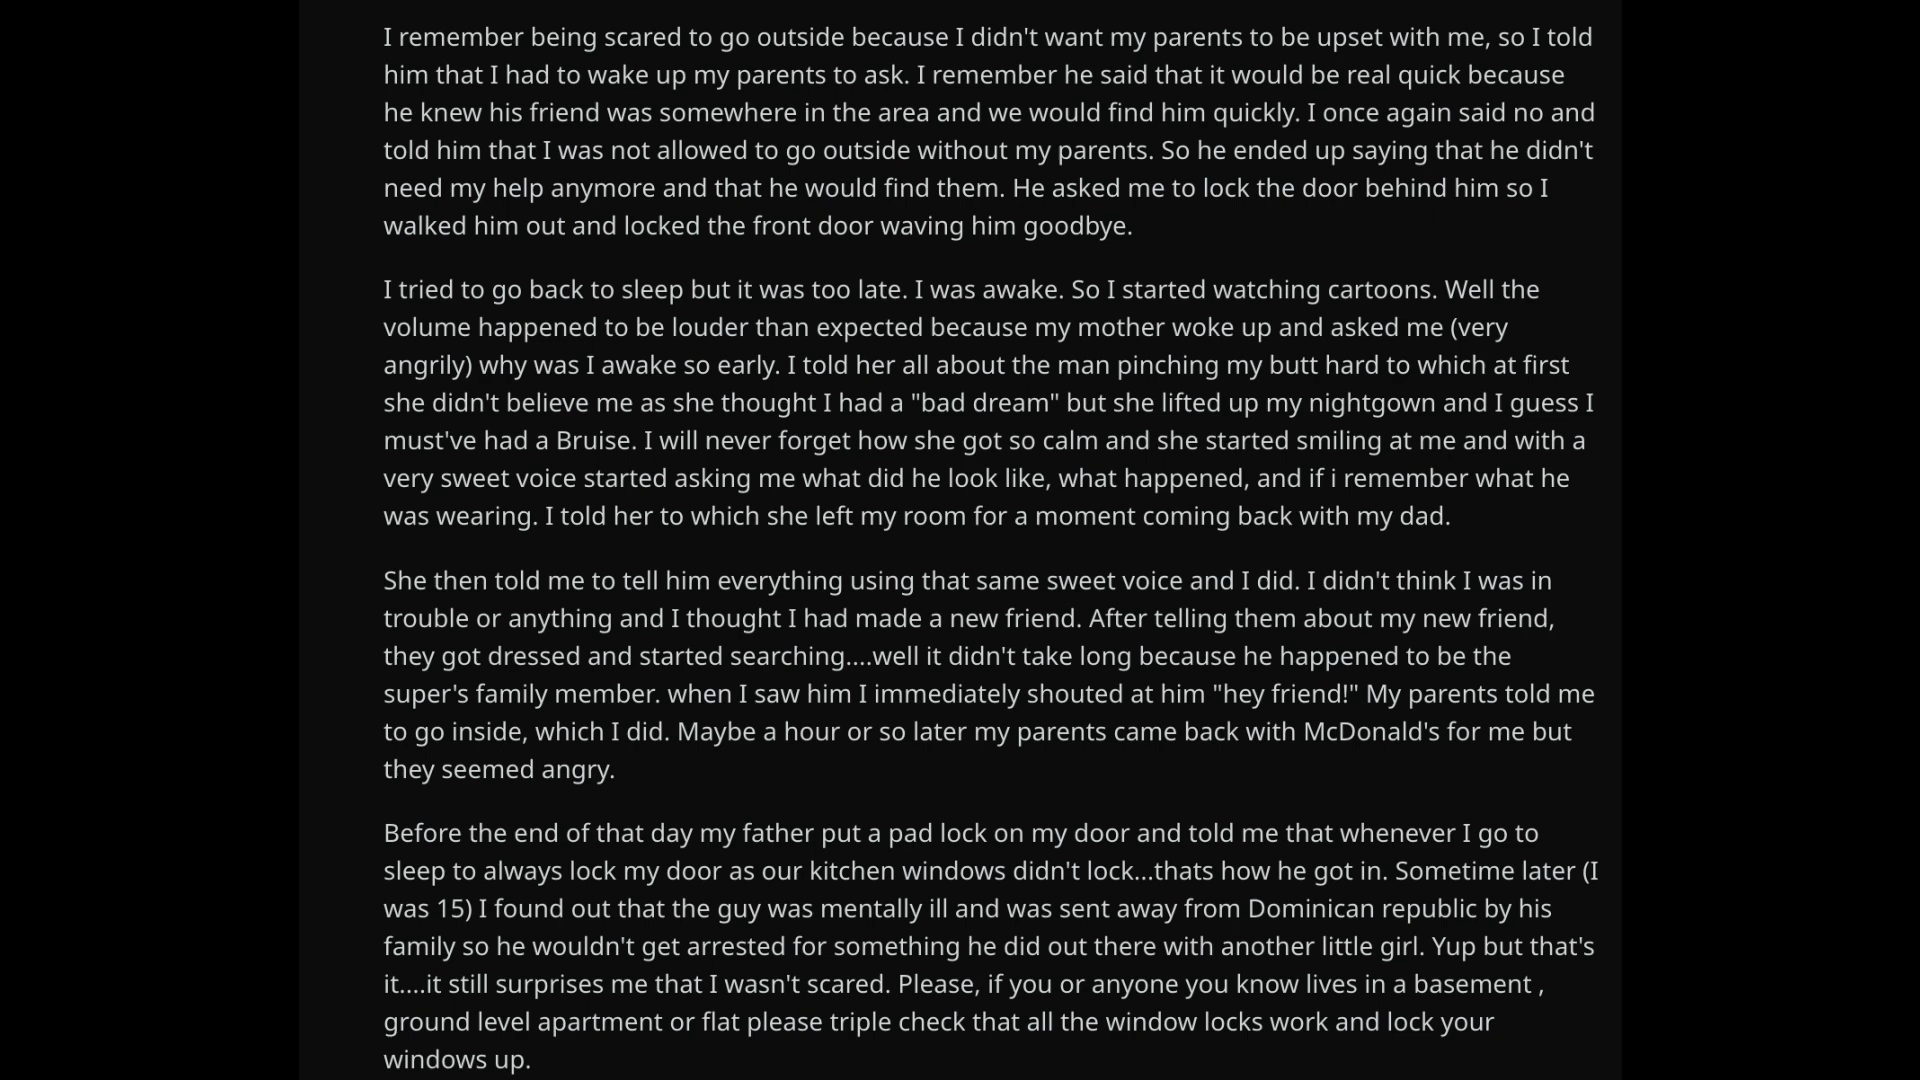 I remember being scared to go outside because I didn't want my parents to be upset with me, so I told
him that I had to wake up my parents to ask. I remember he said that it would be real quick because
he knew his friend was somewhere in the area and we would find him quickly. I once again said no and
told him that I was not allowed to go outside without my parents. So he ended up saying that he didn't
need my help anymore and that he would find them. He asked me to lock the door behind him so I
walked him out and locked the front door waving him goodbye.
I tried to go back to sleep but it was too late. I was awake. So I started watching cartoons. Well the
volume happened to be louder than expected because my mother woke up and asked me (very
angrily) why was I awake so early. I told her all about the man pinching my butt hard to which at first
she didn't believe me as she thought I had a "bad dream" but she lifted up my nightgown and I guess I
must've had a Bruise. I will never forget how she got so calm and she started smiling at me and with a
very sweet voice started asking me what did he look like, what happened, and if i remember what he
was wearing. I told her to which she left my room for a moment coming back with my dad.
She then told me to tell him everything using that same sweet voice and I did. I didn't think I was in
trouble or anything and I thought I had made a new friend. After telling them about my new friend,
they got dressed and started searching....well it didn't take long because he happened to be the
super's family member. when I saw him I immediately shouted at him "hey friend!" My parents told me
to go inside, which I did. Maybe a hour or so later my parents came back with McDonald's for me but
they seemed angry.
Before the end of that day my father put a pad lock on my door and told me that whenever I go to
sleep to always lock my door as our kitchen windows didn't lock...thats how he got in. Sometime later (I
was 15) I found out that the guy was mentally ill and was sent away from Dominican republic by his
family so he wouldn't get arrested for something he did out there with another little girl. Yup but that's
it....it still surprises me that I wasn't scared. Please, if you or anyone you know lives in a basement ,
ground level apartment or flat please triple check that all the window locks work and lock your
windows up.